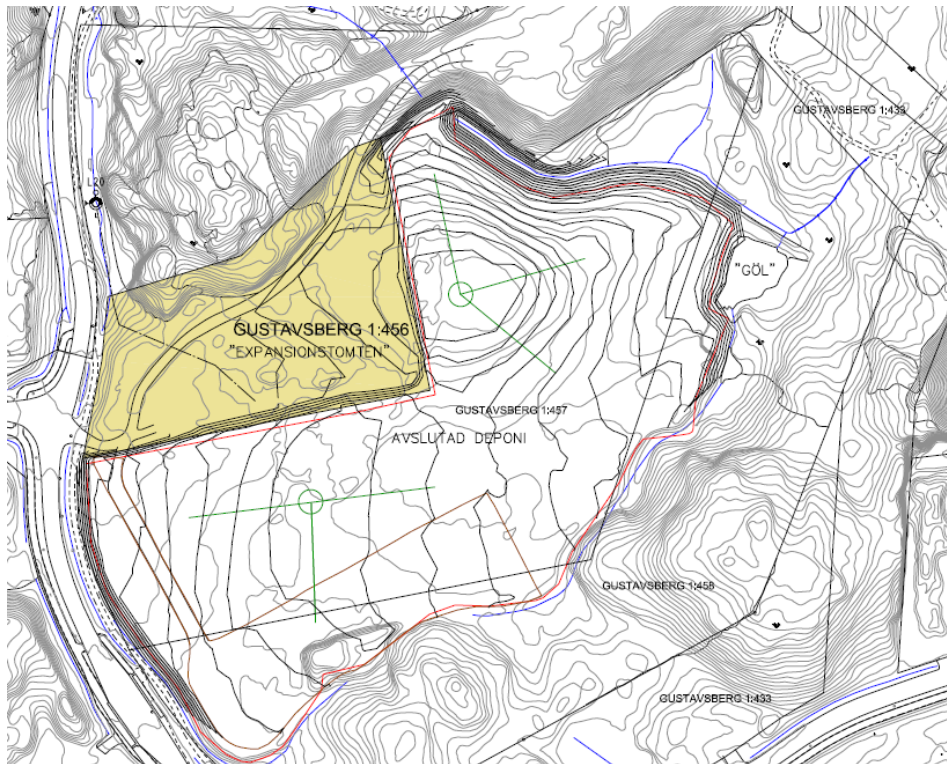 GUSTAVSBERG 1:433
L20
"GÖL"
GUSTAVSBERG 1:456
"EXPANSIONSTOMTEN"
GUSTAVSBERG 1:457
AVSLUTAD DEPONI
GUSTAVSBERG 1:458
GUSTAVSBERG 1:433